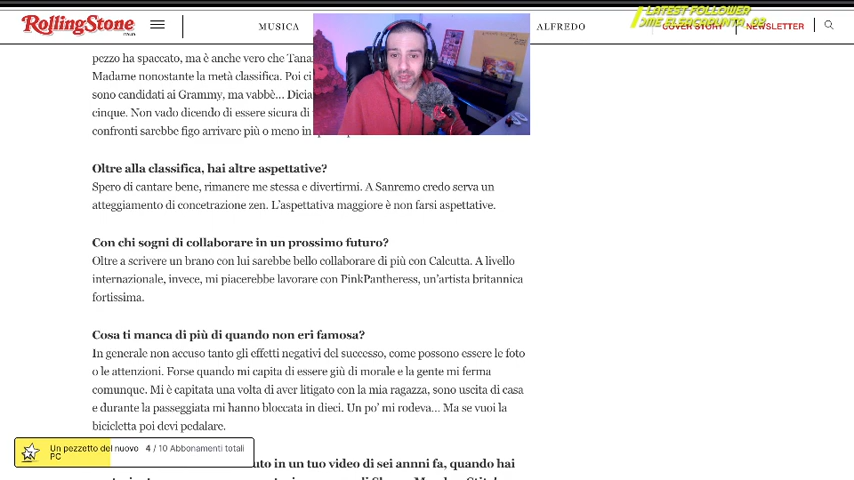 RollingStone
MUSICA
ALFREDO
LATEST FOLLOWER
COVER STORY
NEWSLETTER
pezzo ha spaccato, ma è anche vero che Tana
Madame nonostante la metà classifica. Poi ci
sono candidati ai Grammy, ma vabbè… Dicia
cinque. Non vado dicendo di essere sicura di
confronti sarebbe figo arrivare più o meno in
Oltre alla classifica, hai altre aspettative?
Spero di cantare bene, rimanere me stessa e divertirmi. A Sanremo credo serva un
atteggiamento di concetrazione zen. L'aspettativa maggiore è non farsi aspettative.
Con chi sogni di collaborare in un prossimo futuro?
Oltre a scrivere un brano con lui sarebbe bello collaborare di più con Calcutta. A livello
internazionale, invece, mi piacerebbe lavorare con PinkPantheress, un'artista britannica
fortissima.
Cosa ti manca di più di quando non eri famosa?
In generale non accuso tanto gli effetti negativi del successo, come possono essere le foto
o le attenzioni. Forse quando mi capita di essere giù di morale e la gente mi ferma
comunque. Mi è capitata una volta di aver litigato con la mia ragazza, sono uscita di casa
e durante la passeggiata mi hanno bloccata in dieci. Un po' mi rodeva… Ma se vuoi la
bicicletta poi devi pedalare.
Un pezzetto del nuovo PC
4 / 10 Abbonamenti totali
uto in un tuo video di sei annni fa, quando hai